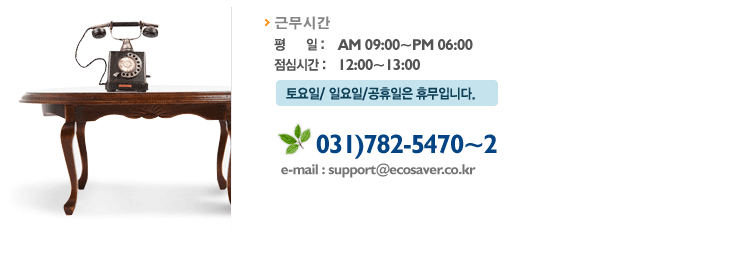 근무시간
평 일 : AM 09:00~PM 06:00
점심시간 : 12:00~13:00
토요일/ 일요일/공휴일은 휴무입니다.
031)782-5470~2
e-mail : support@ecosaver.co.kr